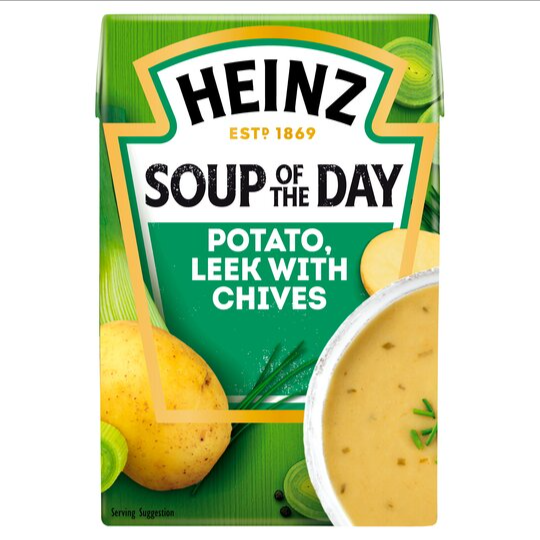 HEINZ
ESTD 1869
SOUP OF THE DAY
POTATO,
LEEK WITH
CHIVES
Serving Suggestion